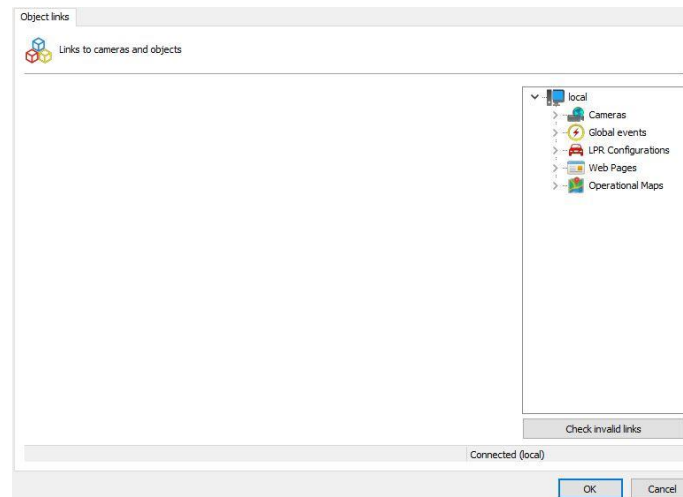 Object links
Links to cameras and objects
local
Cameras
Global events
LPR Configurations
Web Pages
Operational Maps
Check invalid links
Connected (local)
OK
Cancel